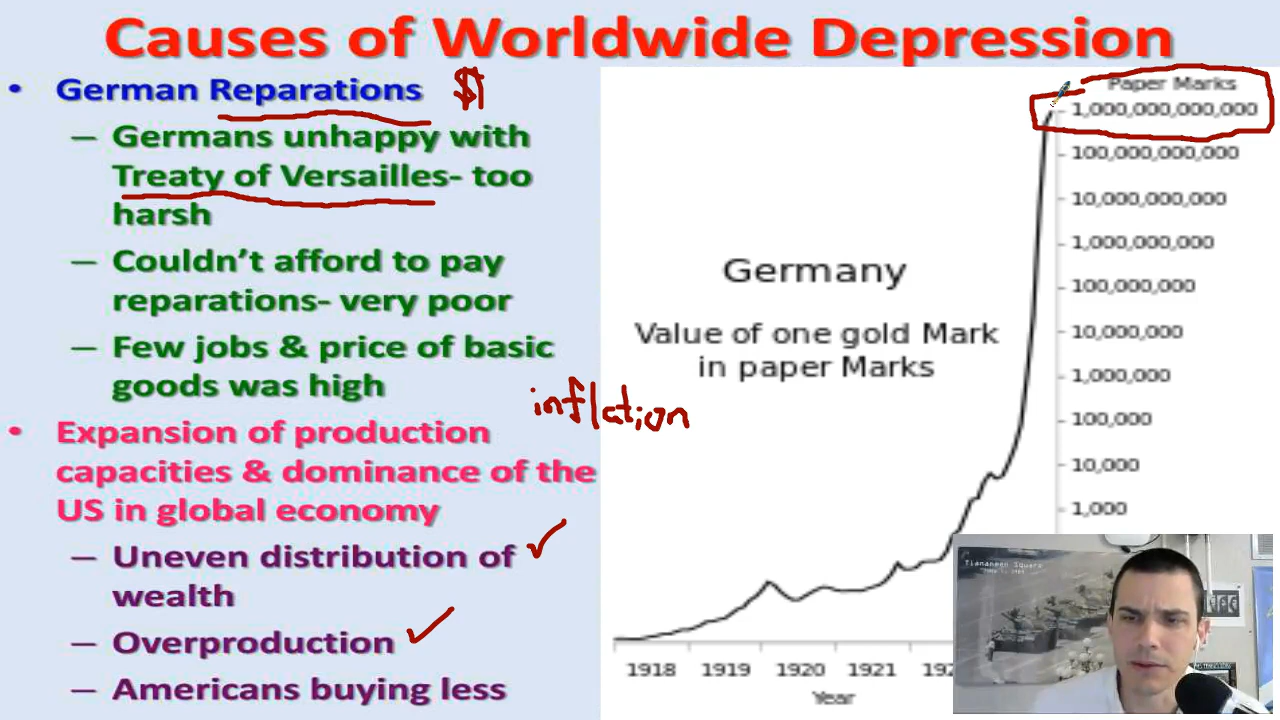 Causes of Worldwide Depression
• German Reparations $
– Germans unhappy with
Treaty of Versailles- too
harsh
– Couldn't afford to pay
reparations- very poor
– Few jobs & price of basic
goods was high
inflation
• Expansion of production
capacities & dominance of the
US in global economy
– Uneven distribution of ✓
wealth
– Overproduction ✓
– Americans buying less
Paper Marks
1,000,000,000,000
100,000,000,000
10,000,000,000
1,000,000,000
100,000,000
10,000,000
1,000,000
100,000
10,000
1,000
Germany
Value of one gold Mark
in paper Marks
1918 1919 1920 1921
Year
Tiananmen Square